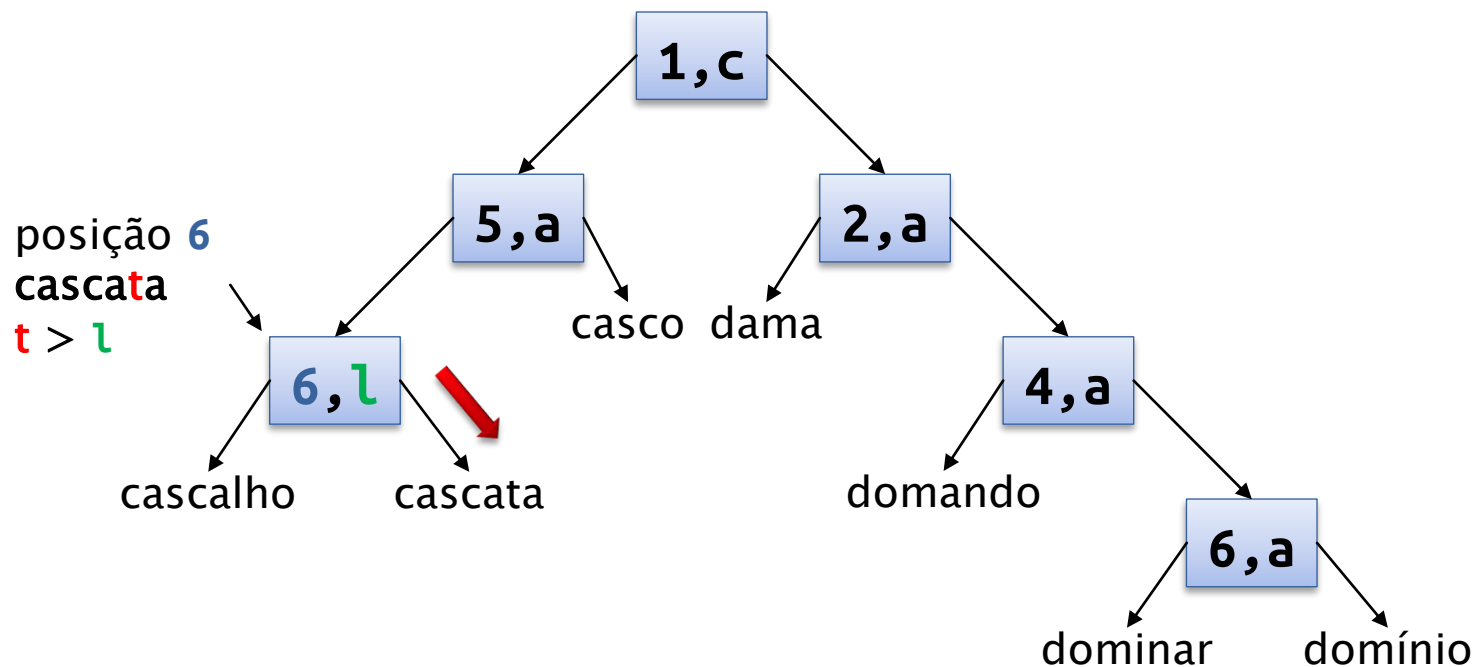 1,c
5,a
2,a
posição 6
cascata
t > l
casco
dama
6,l
4,a
cascalho
cascata
domando
6,a
dominar
domínio